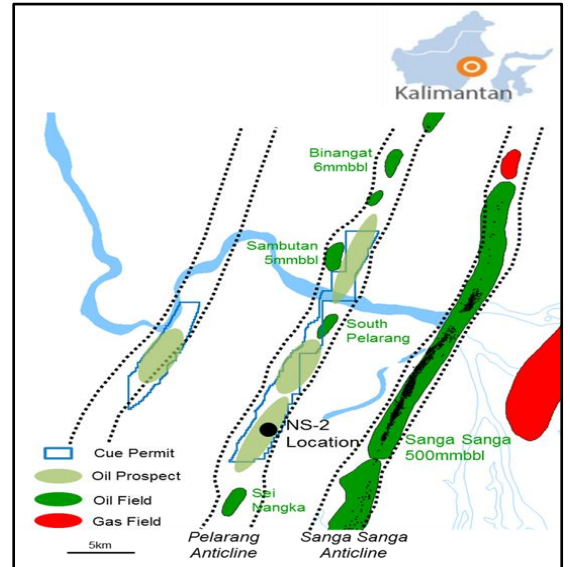 Kalimantan
Binangat
6mmbbl
Sambutan
5mmbbl
South
Pelarang
NS-2
Location
Sanga Sanga
500mmbbl
Sei
Nangka
Cue Permit
Oil Prospect
Oil Field
Gas Field
5km
Pelarang
Anticline
Sanga Sanga
Anticline